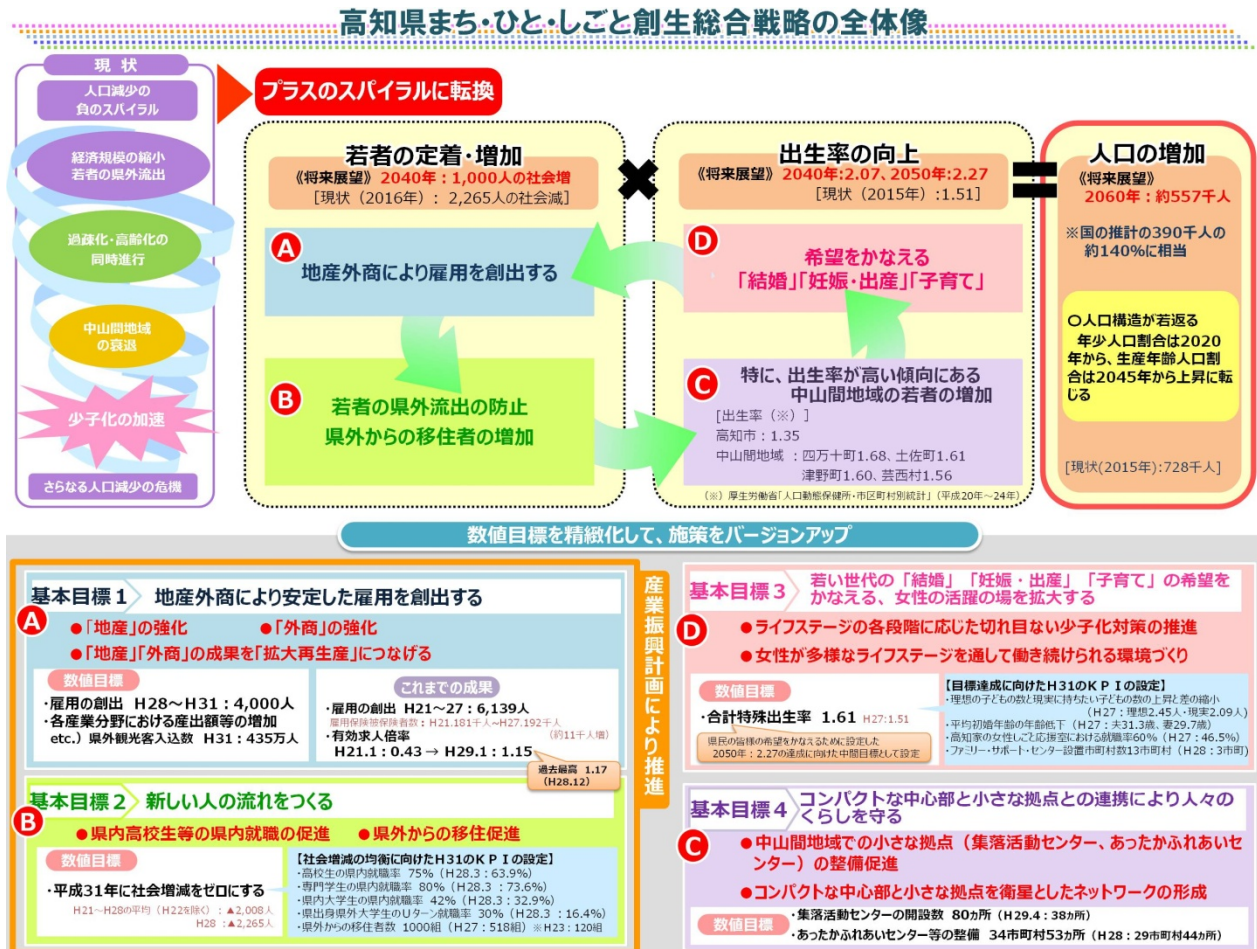 高知県まち・ひと・しごと創生総合戦略の全体像
現 状
人口減少の
負のスパイラル
経済規模の縮小
若者の県外流出
過疎化・高齢化の
同時進行
中山間地域
の衰退
少子化の加速
さらなる人口減少の危機
プラスのスパイラルに転換
若者の定着・増加
《将来展望》 2040年：1,000人の社会増
[現状（2016年）： 2,265人の社会減]
A
地産外商により雇用を創出する
B
若者の県外流出の防止
県外からの移住者の増加
×
出生率の向上
《将来展望》 2040年:2.07、2050年:2.27
[現状（2015年）:1.51]
D
希望をかなえる
「結婚」「妊娠・出産」「子育て」
C
特に、出生率が高い傾向にある
中山間地域の若者の増加
[出生率（※）]
高知市：1.35
中山間地域 ：四万十町1.68、土佐町1.61
津野町1.60、芸西村1.56
（※）厚生労働省「人口動態保健所・市区町村別統計」（平成20年～24年）
=
人口の増加
《将来展望》
2060年：約557千人
※国の推計の390千人の
約140%に相当
○人口構造が若返る
年少人口割合は2020
年から、生産年齢人口割
合は2045年から上昇に転
じる
[現状(2015年):728千人]
数値目標を精緻化して、施策をバージョンアップ
基本目標１ 地産外商により安定した雇用を創出する
A
●「地産」の強化 ●「外商」の強化
●「地産」「外商」の成果を「拡大再生産」につなげる
数値目標
・雇用の創出 H28～H31：4,000人
・各産業分野における産出額等の増加
etc.）県外観光客入込数 H31：435万人
これまでの成果
・雇用の創出 H21～27：6,139人
雇用保険被保険者数：H21.181千人～H27.192千人
（約11千人増）
・有効求人倍率
H21.1：0.43 → H29.1：1.15
過去最高 1.17
（H28.12）
基本目標２ 新しい人の流れをつくる
B
●県内高校生等の県内就職の促進 ●県外からの移住促進
数値目標
・平成31年に社会増減をゼロにする
H21～H28の平均（H22を除く）：▲2,008人
H28 ：▲2,265人
【社会増減の均衡に向けたH31のＫＰＩの設定】
・高校生の県内就職率 75%（H28.3：63.9%）
・専門学生の県内就職率 80%（H28.3 ：73.6%）
・県内大学生の県内就職率 42%（H28.3：32.9%）
・県出身県外大学生のUターン就職率 30%（H28.3 ：16.4%）
・県外からの移住者数 1000組（H27：518組）※H23：120組
産業振興計画により推進
基本目標３ 若い世代の「結婚」「妊娠・出産」「子育て」の希望を
かなえる、女性の活躍の場を拡大する
D
●ライフステージの各段階に応じた切れ目ない少子化対策の推進
●女性が多様なライフステージを通して働き続けられる環境づくり
数値目標
・合計特殊出生率 1.61 H27:1.51
県民の皆様の希望をかなえるために設定した
2050年：2.27の達成に向けた中間目標として設定
【目標達成に向けたH31のＫＰＩの設定】
・理想の子どもの数と現実に持ちたい子どもの数の上昇と差の縮小
（H27：理想2.45人・現実2.09人）
・平均初婚年齢の年齢低下（H27：夫31.3歳、妻29.7歳）
・高知家の女性しごと応援室における就職率60%（H27：46.5%）
・ファミリー・サポート・センター設置市町村数13市町村（H28：3市町）
基本目標４ コンパクトな中心部と小さな拠点との連携により人々の
くらしを守る
C
●中山間地域での小さな拠点（集落活動センター、あったかふれあいセ
ンター）の整備促進
●コンパクトな中心部と小さな拠点を衛星としたネットワークの形成
数値目標
・集落活動センターの開設数 80ヵ所（H29.4：38ヵ所）
・あったかふれあいセンター等の整備 34市町村53ヵ所（H28：29市町村44ヵ所）